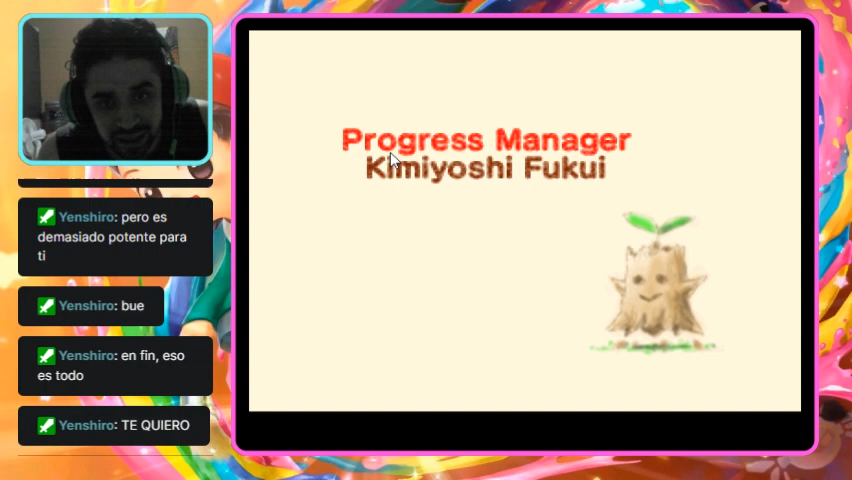 Yenshiro: pero es
demasiado potente para
ti
Yenshiro: bue
Yenshiro: en fin, eso
es todo
Yenshiro: TE QUIERO
Progress Manager
Kimiyoshi Fukui